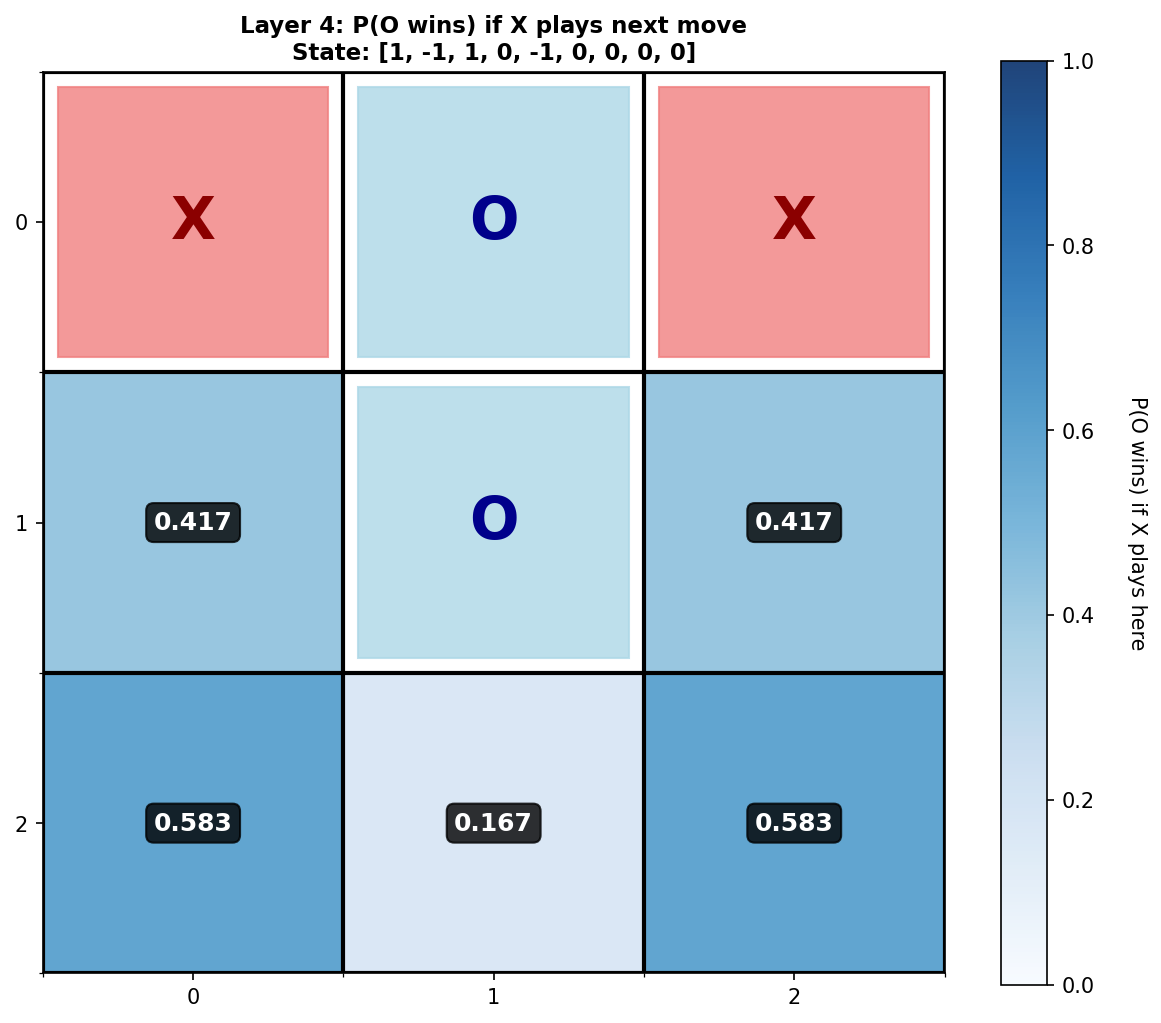 Layer 4: P(O wins) if X plays next move
State: [1, -1, 1, 0, -1, 0, 0, 0, 0]
X
O
X
0.417
O
0.417
0.583
0.167
0.583
0
1
2
0
1
2
1.0
0.8
0.6
0.4
0.2
0.0
P(O wins) if X plays here